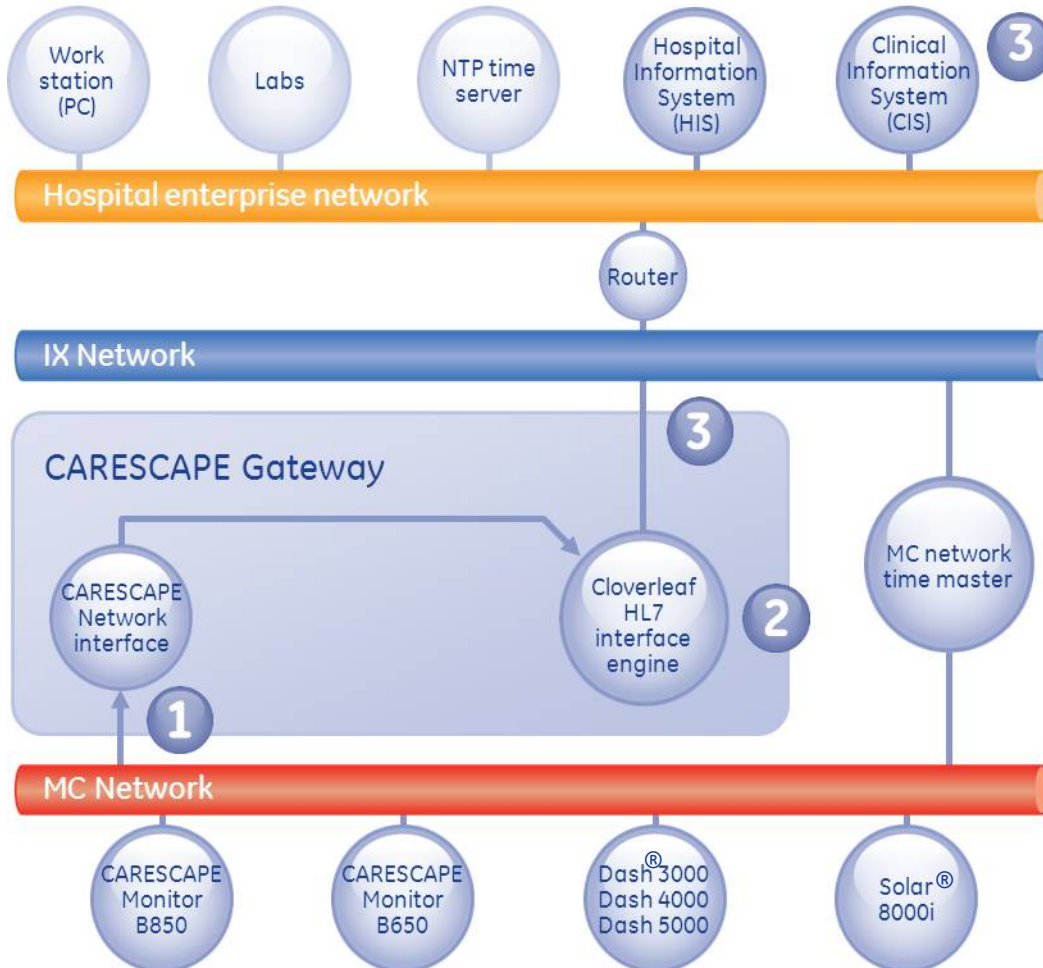 Work
station
(PC)
Labs
NTP time
server
Hospital
Information
System
(HIS)
Clinical
Information
System
(CIS)
3
Hospital enterprise network
Router
IX Network
3
CARESCAPE Gateway
CARESCAPE
Network
interface
Cloverleaf
HL7
interface
engine
2
MC network
time master
1
MC Network
CARESCAPE
Monitor
B850
CARESCAPE
Monitor
B650
Dash® 3000
Dash 4000
Dash 5000
Solar®
8000i